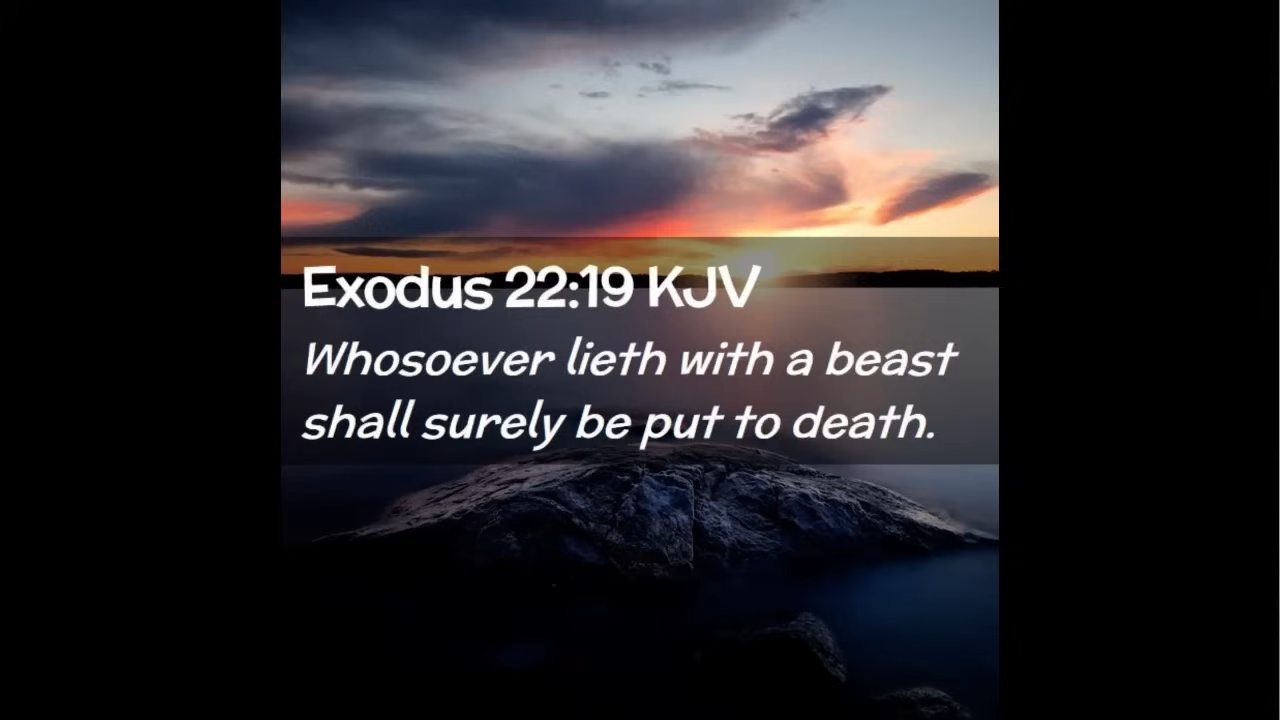 Exodus 22:19 KJV
Whosoever lieth with a beast
shall surely be put to death.